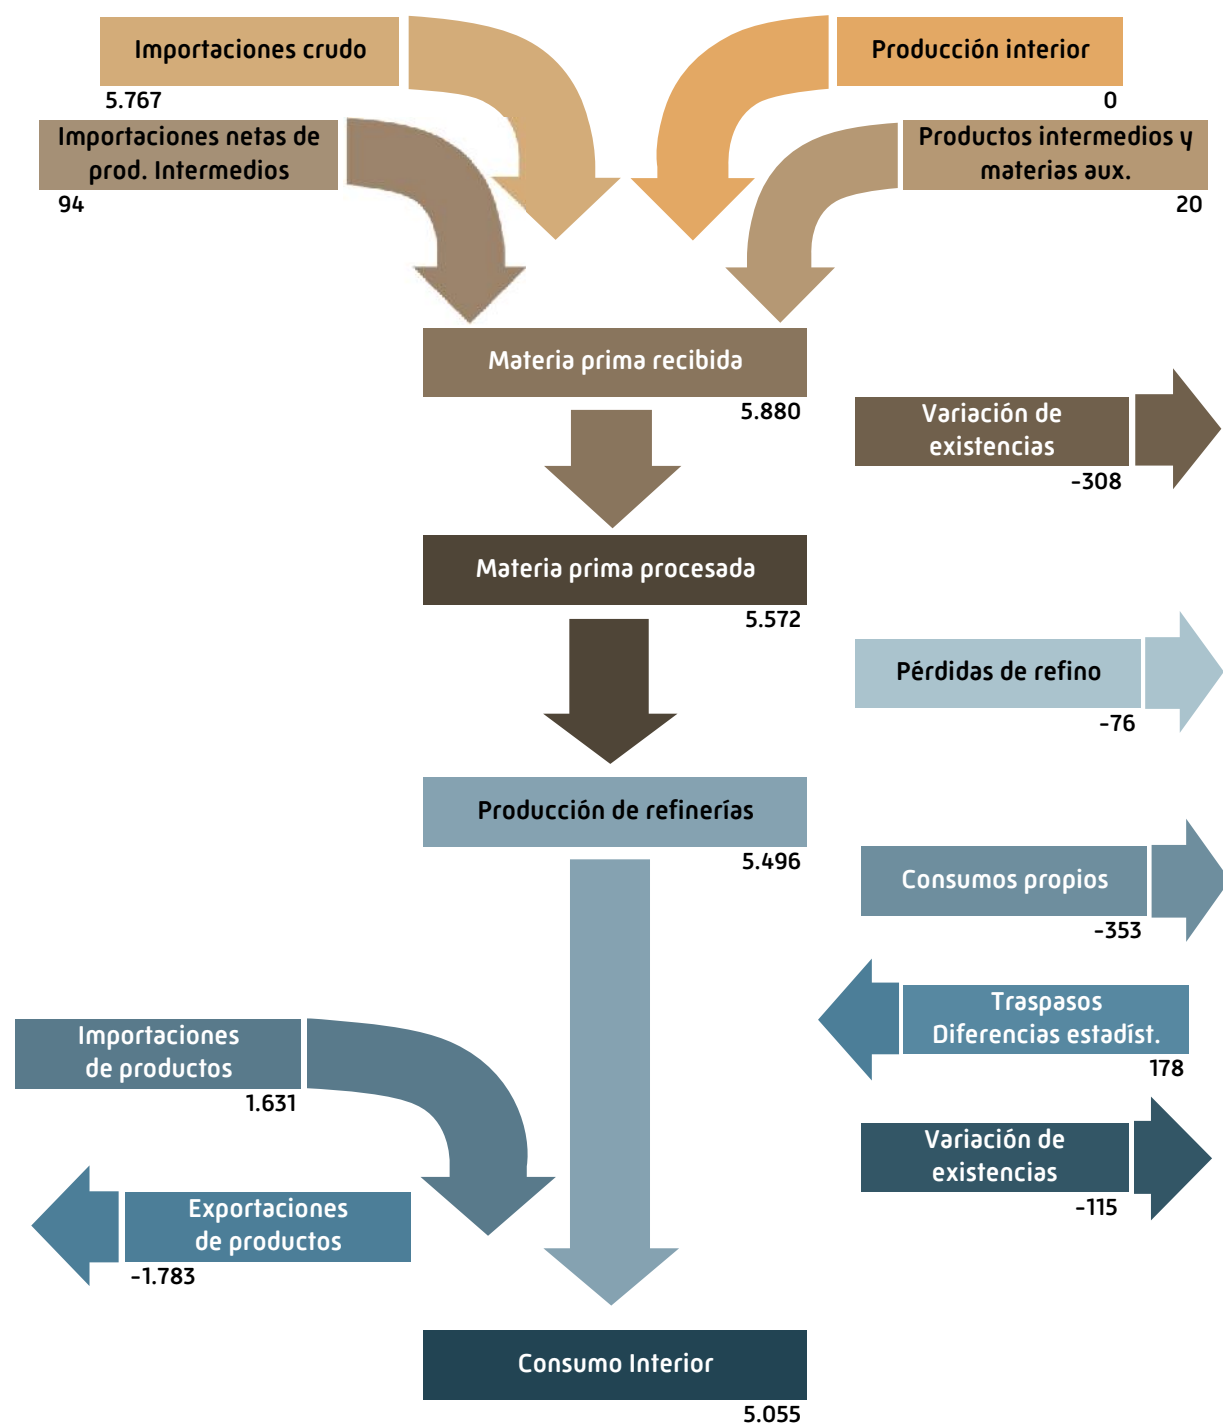 Importaciones crudo
5.767
Producción interior
0
Importaciones netas de
prod. Intermedios
94
Productos intermedios y
materias aux.
20
Materia prima recibida
5.880
Variación de
existencias
-308
Materia prima procesada
5.572
Pérdidas de refino
-76
Producción de refinerías
5.496
Consumos propios
-353
Traspasos
Diferencias estadíst.
178
Importaciones
de productos
1.631
Variación de
existencias
-115
Exportaciones
de productos
-1.783
Consumo Interior
5.055